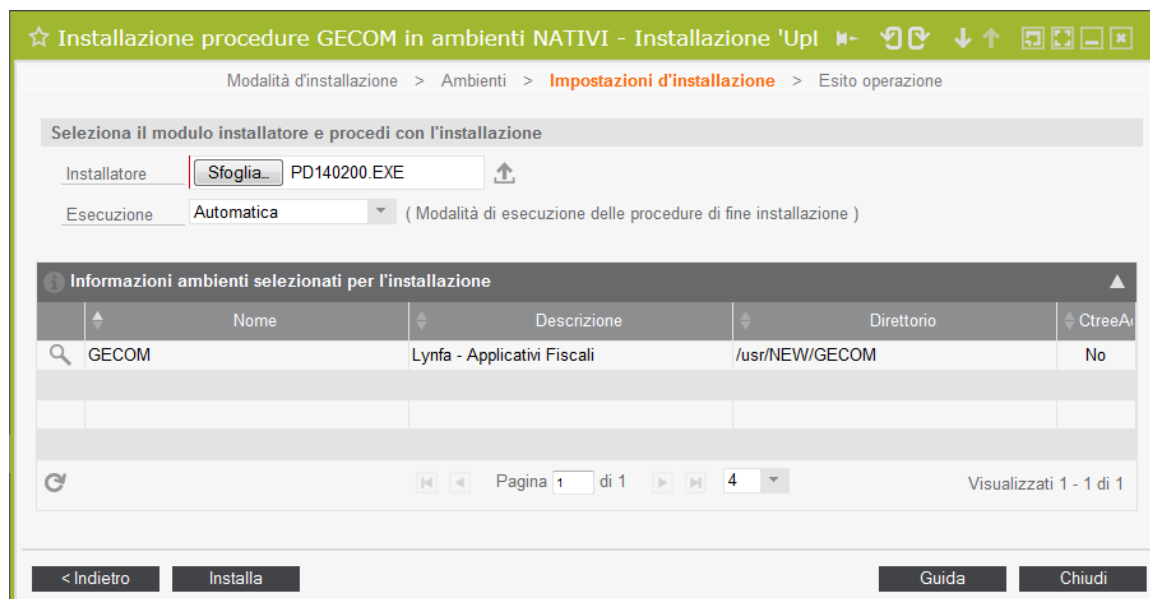 Installazione procedure GECOM in ambienti NATIVI - Installazione 'Upl
Modalità d'installazione > Ambienti > Impostazioni d'installazione > Esito operazione
Seleziona il modulo installatore e procedi con l'installazione
Installatore Sfoglia... PD140200.EXE
Esecuzione Automatica ( Modalità di esecuzione delle procedure di fine installazione )
Informazioni ambienti selezionati per l'installazione
Nome Descrizione Direttorio CtreeA
GECOM Lynfa - Applicativi Fiscali /usr/NEW/GECOM No
Pagina 1 di 1 4 Visualizzati 1 - 1 di 1
< Indietro Installa Guida Chiudi